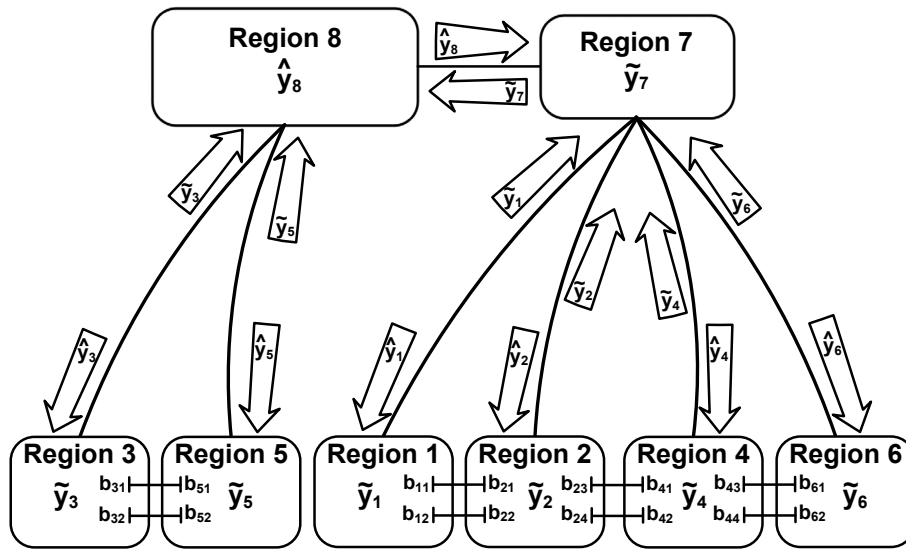 Region 8
ŷ₈
ŷ₈
Region 7
ỹ₇
ỹ₇
ỹ₃
ỹ₅
ỹ₁
ỹ₆
ỹ₂
ỹ₄
ŷ₃
ŷ₅
ŷ₁
ŷ₂
ŷ₄
ŷ₆
Region 3
ỹ₃
b₃₁
b₃₂
Region 5
b₅₁
b₅₂
ỹ₅
Region 1
ỹ₁
b₁₁
b₁₂
Region 2
b₂₁
b₂₂
ỹ₂
b₂₃
b₂₄
Region 4
b₄₁
b₄₂
ỹ₄
b₄₃
b₄₄
Region 6
b₆₁
b₆₂
ỹ₆